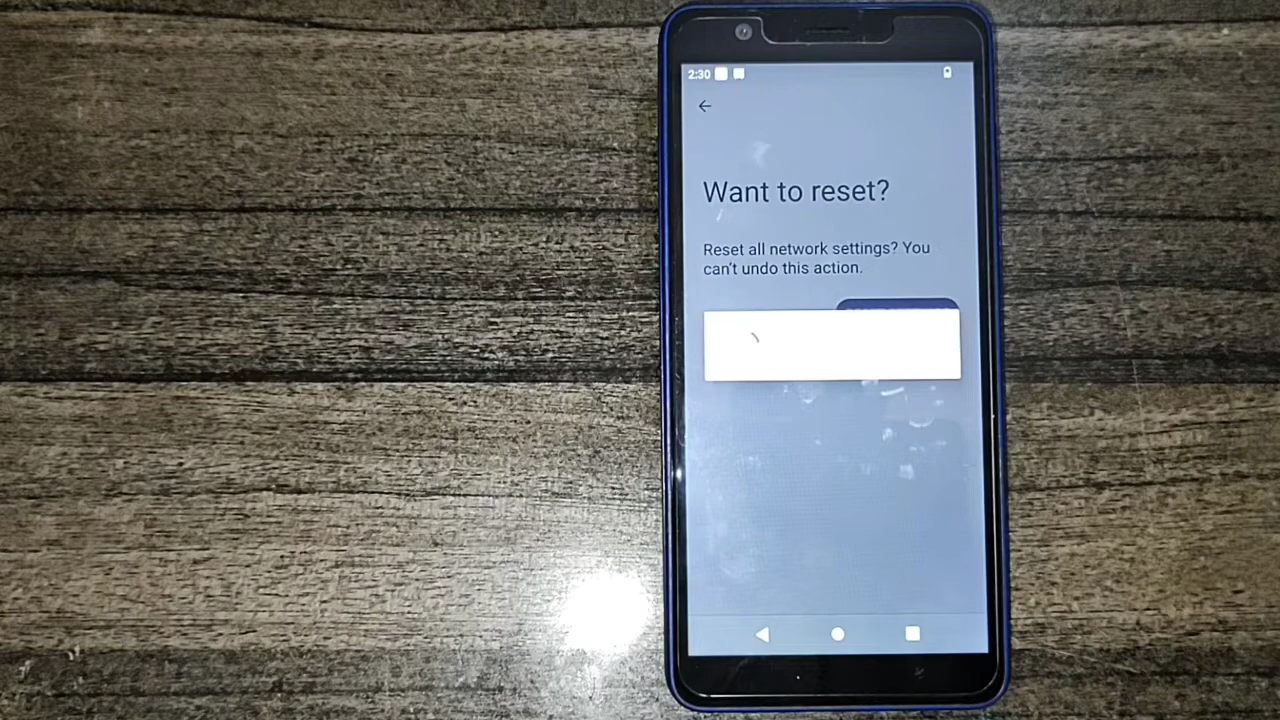 2:30
Want to reset?
Reset all network settings? You
can't undo this action.